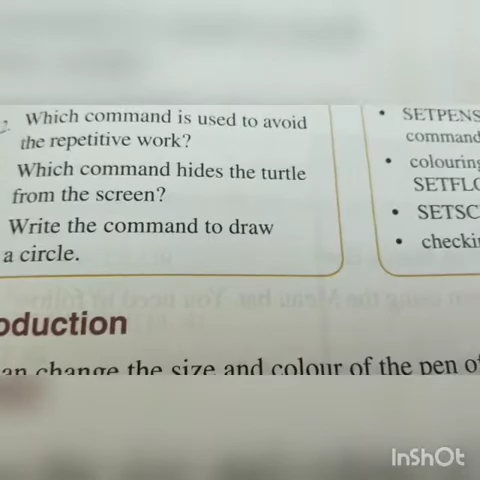 2. Which command is used to avoid
the repetitive work?
Which command hides the turtle
from the screen?
Write the command to draw
a circle.
• SETPENS
command
• colouring
SETFLO
• SETSC
• checkin
oduction
an change the size and colour of the pen of
InShOt